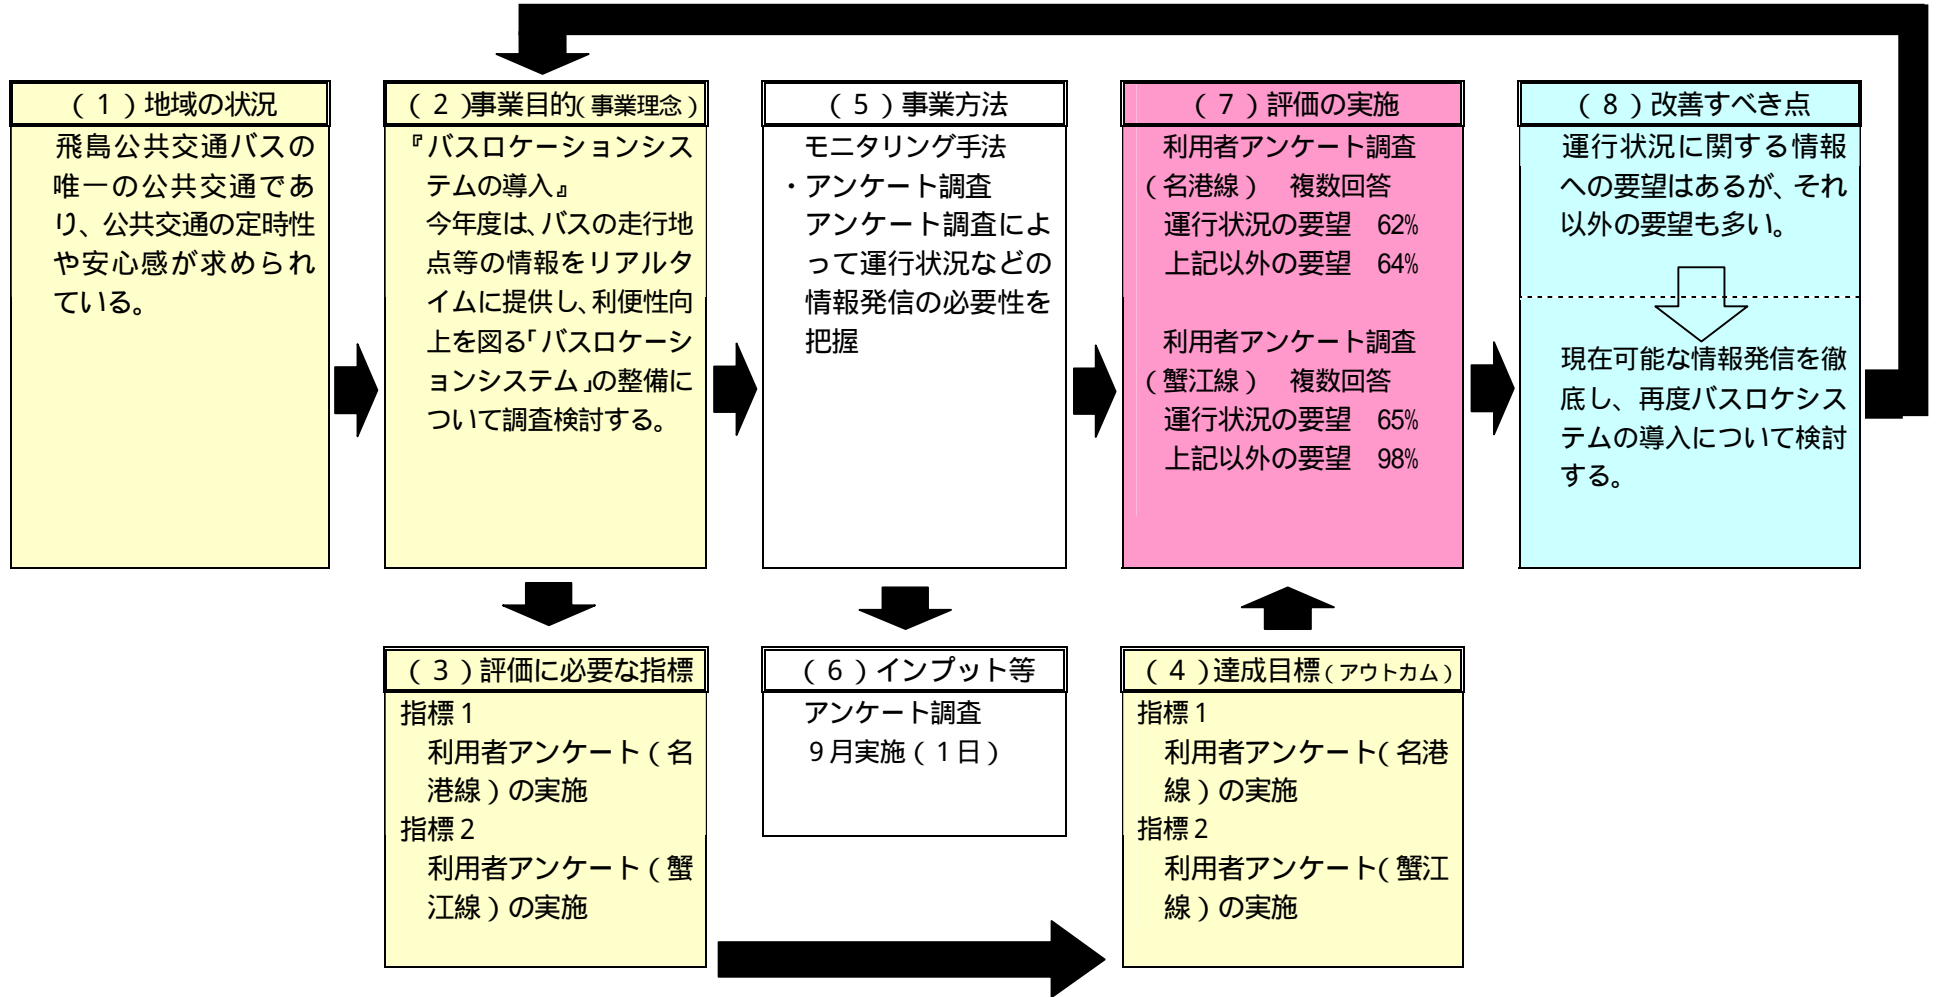 (1)地域の状況
飛島公共交通バスの
唯一の公共交通であ
り、公共交通の定時性
や安心感が求められ
ている。
(2)事業目的(事業理念)
『バスロケーションシス
テムの導入』
今年度は、バスの走行地
点等の情報をリアルタ
イムに提供し、利便性向
上を図る「バスロケーシ
ョンシステム」の整備に
ついて調査検討する。
(5)事業方法
モニタリング手法
・アンケート調査
アンケート調査によ
って運行状況などの
情報発信の必要性を
把握
(7)評価の実施
利用者アンケート調査
(名港線) 複数回答
運行状況の要望 62%
上記以外の要望 64%
利用者アンケート調査
(蟹江線) 複数回答
運行状況の要望 65%
上記以外の要望 98%
(8)改善すべき点
運行状況に関する情報
への要望はあるが、それ
以外の要望も多い。
現在可能な情報発信を徹
底し、再度バスロケシス
テムの導入について検討
する。
(3)評価に必要な指標
指標1
利用者アンケート(名
港線)の実施
指標2
利用者アンケート(蟹
江線)の実施
(6)インプット等
アンケート調査
9月実施(1日)
(4)達成目標(アウトカム)
指標1
利用者アンケート(名港
線)の実施
指標2
利用者アンケート(蟹江
線)の実施